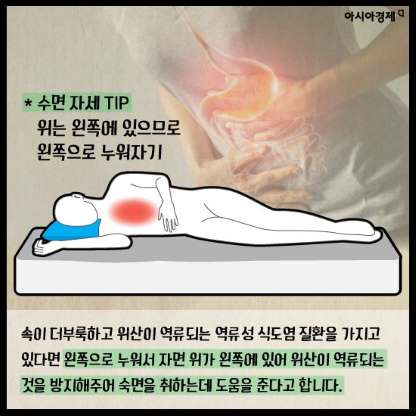 아시아경제
* 수면 자세 TIP
위는 왼쪽에 있으므로
왼쪽으로 누워자기
속이 더부룩하고 위산이 역류되는 역류성 식도염 질환을 가지고
있다면 왼쪽으로 누워서 자면 위가 왼쪽에 있어 위산이 역류되는
것을 방지해주어 숙면을 취하는데 도움을 준다고 합니다.